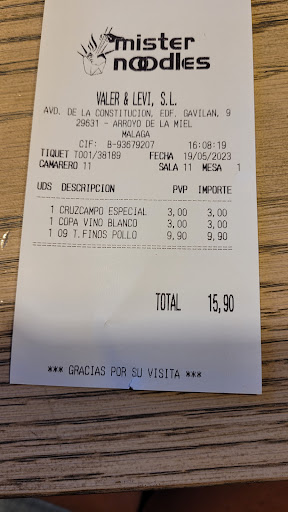 mister
noodles
VALER & LEVI, S.L.
AVD. DE LA CONSTITUCION, EDF. GAVILAN, 9
29631 - ARROYO DE LA MIEL
MALAGA
CIF: B-93679207 16:08:19
TIQUET T001/38189 FECHA 19/05/2023
CAMARERO 11 SALA 11 MESA 1
UDS DESCRIPCION PVP IMPORTE
1 CRUZCAMPO ESPECIAL 3,00 3,00
1 COPA VINO BLANCO 3,00 3,00
1 09 T.FINOS POLLO 9,90 9,90
TOTAL 15,90
*** GRACIAS POR SU VISITA ***